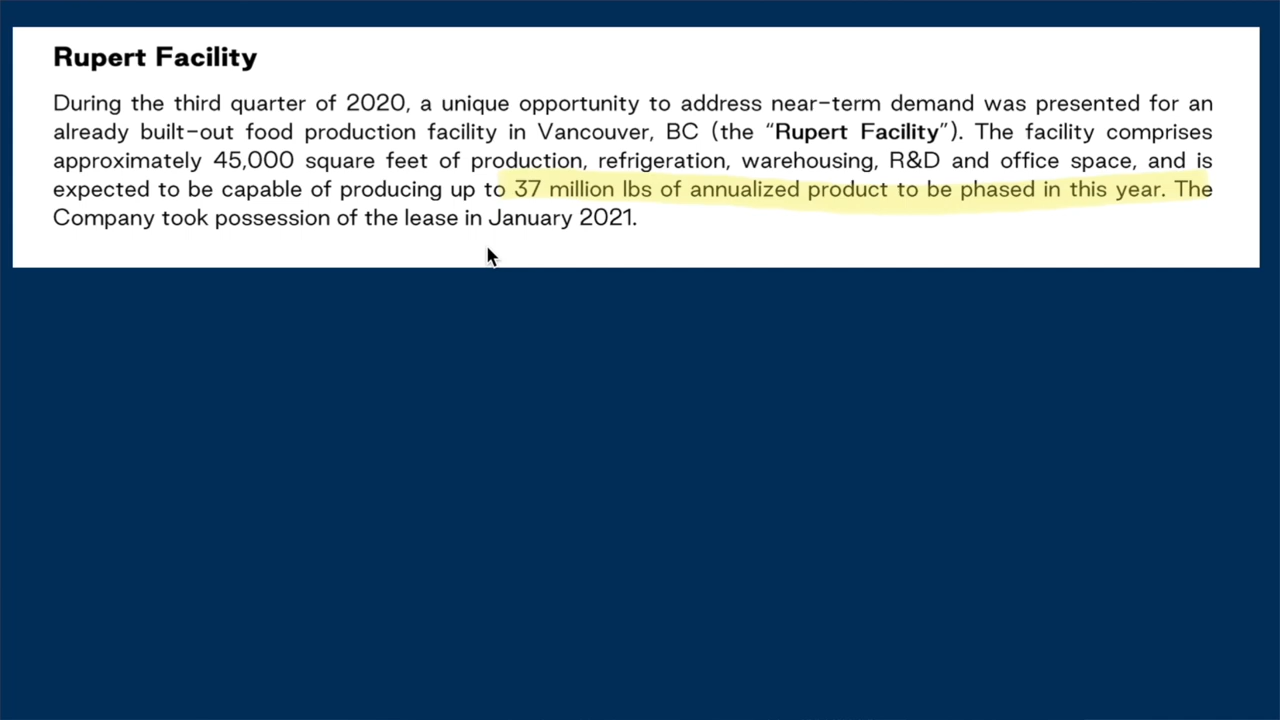 Rupert Facility
During the third quarter of 2020, a unique opportunity to address near-term demand was presented for an
already built-out food production facility in Vancouver, BC (the “Rupert Facility”). The facility comprises
approximately 45,000 square feet of production, refrigeration, warehousing, R&D and office space, and is
expected to be capable of producing up to 37 million lbs of annualized product to be phased in this year. The
Company took possession of the lease in January 2021.